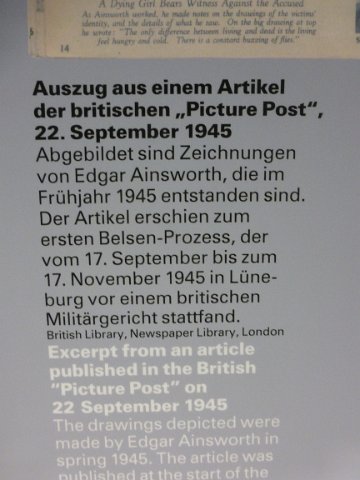 A Dying Girl Bears Witness Against the Accused
At Ainsworth worked, he made notes on the drawings of the victims'
identity, and the details of what he saw. On the big drawing at top
he wrote: "The only difference between living and dead is the living
feel hungry and cold. There is a constant buzzing of flies."
14
Auszug aus einem Artikel
der britischen „Picture Post“,
22. September 1945
Abgebildet sind Zeichnungen
von Edgar Ainsworth, die im
Frühjahr 1945 entstanden sind.
Der Artikel erschien zum
ersten Belsen-Prozess, der
vom 17. September bis zum
17. November 1945 in Lüne-
burg vor einem britischen
Militärgericht stattfand.
British Library, Newspaper Library, London
Excerpt from an article
published in the British
“Picture Post” on
22 September 1945
The drawings depicted were
made by Edgar Ainsworth in
spring 1945. The article was
published at the start of the